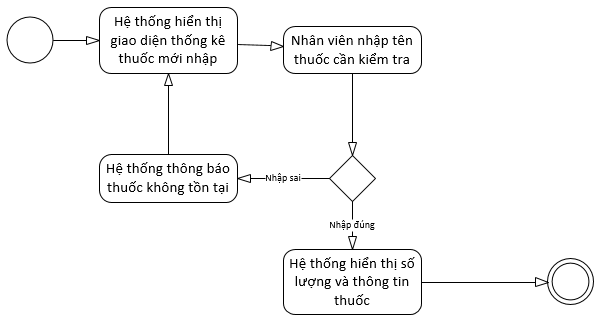 Hệ thống hiển thị
giao diện thống kê
thuốc mới nhập
Nhân viên nhập tên
thuốc cần kiểm tra
Hệ thống thông báo
thuốc không tồn tại
Nhập sai
Nhập đúng
Hệ thống hiển thị số
lượng và thông tin
thuốc